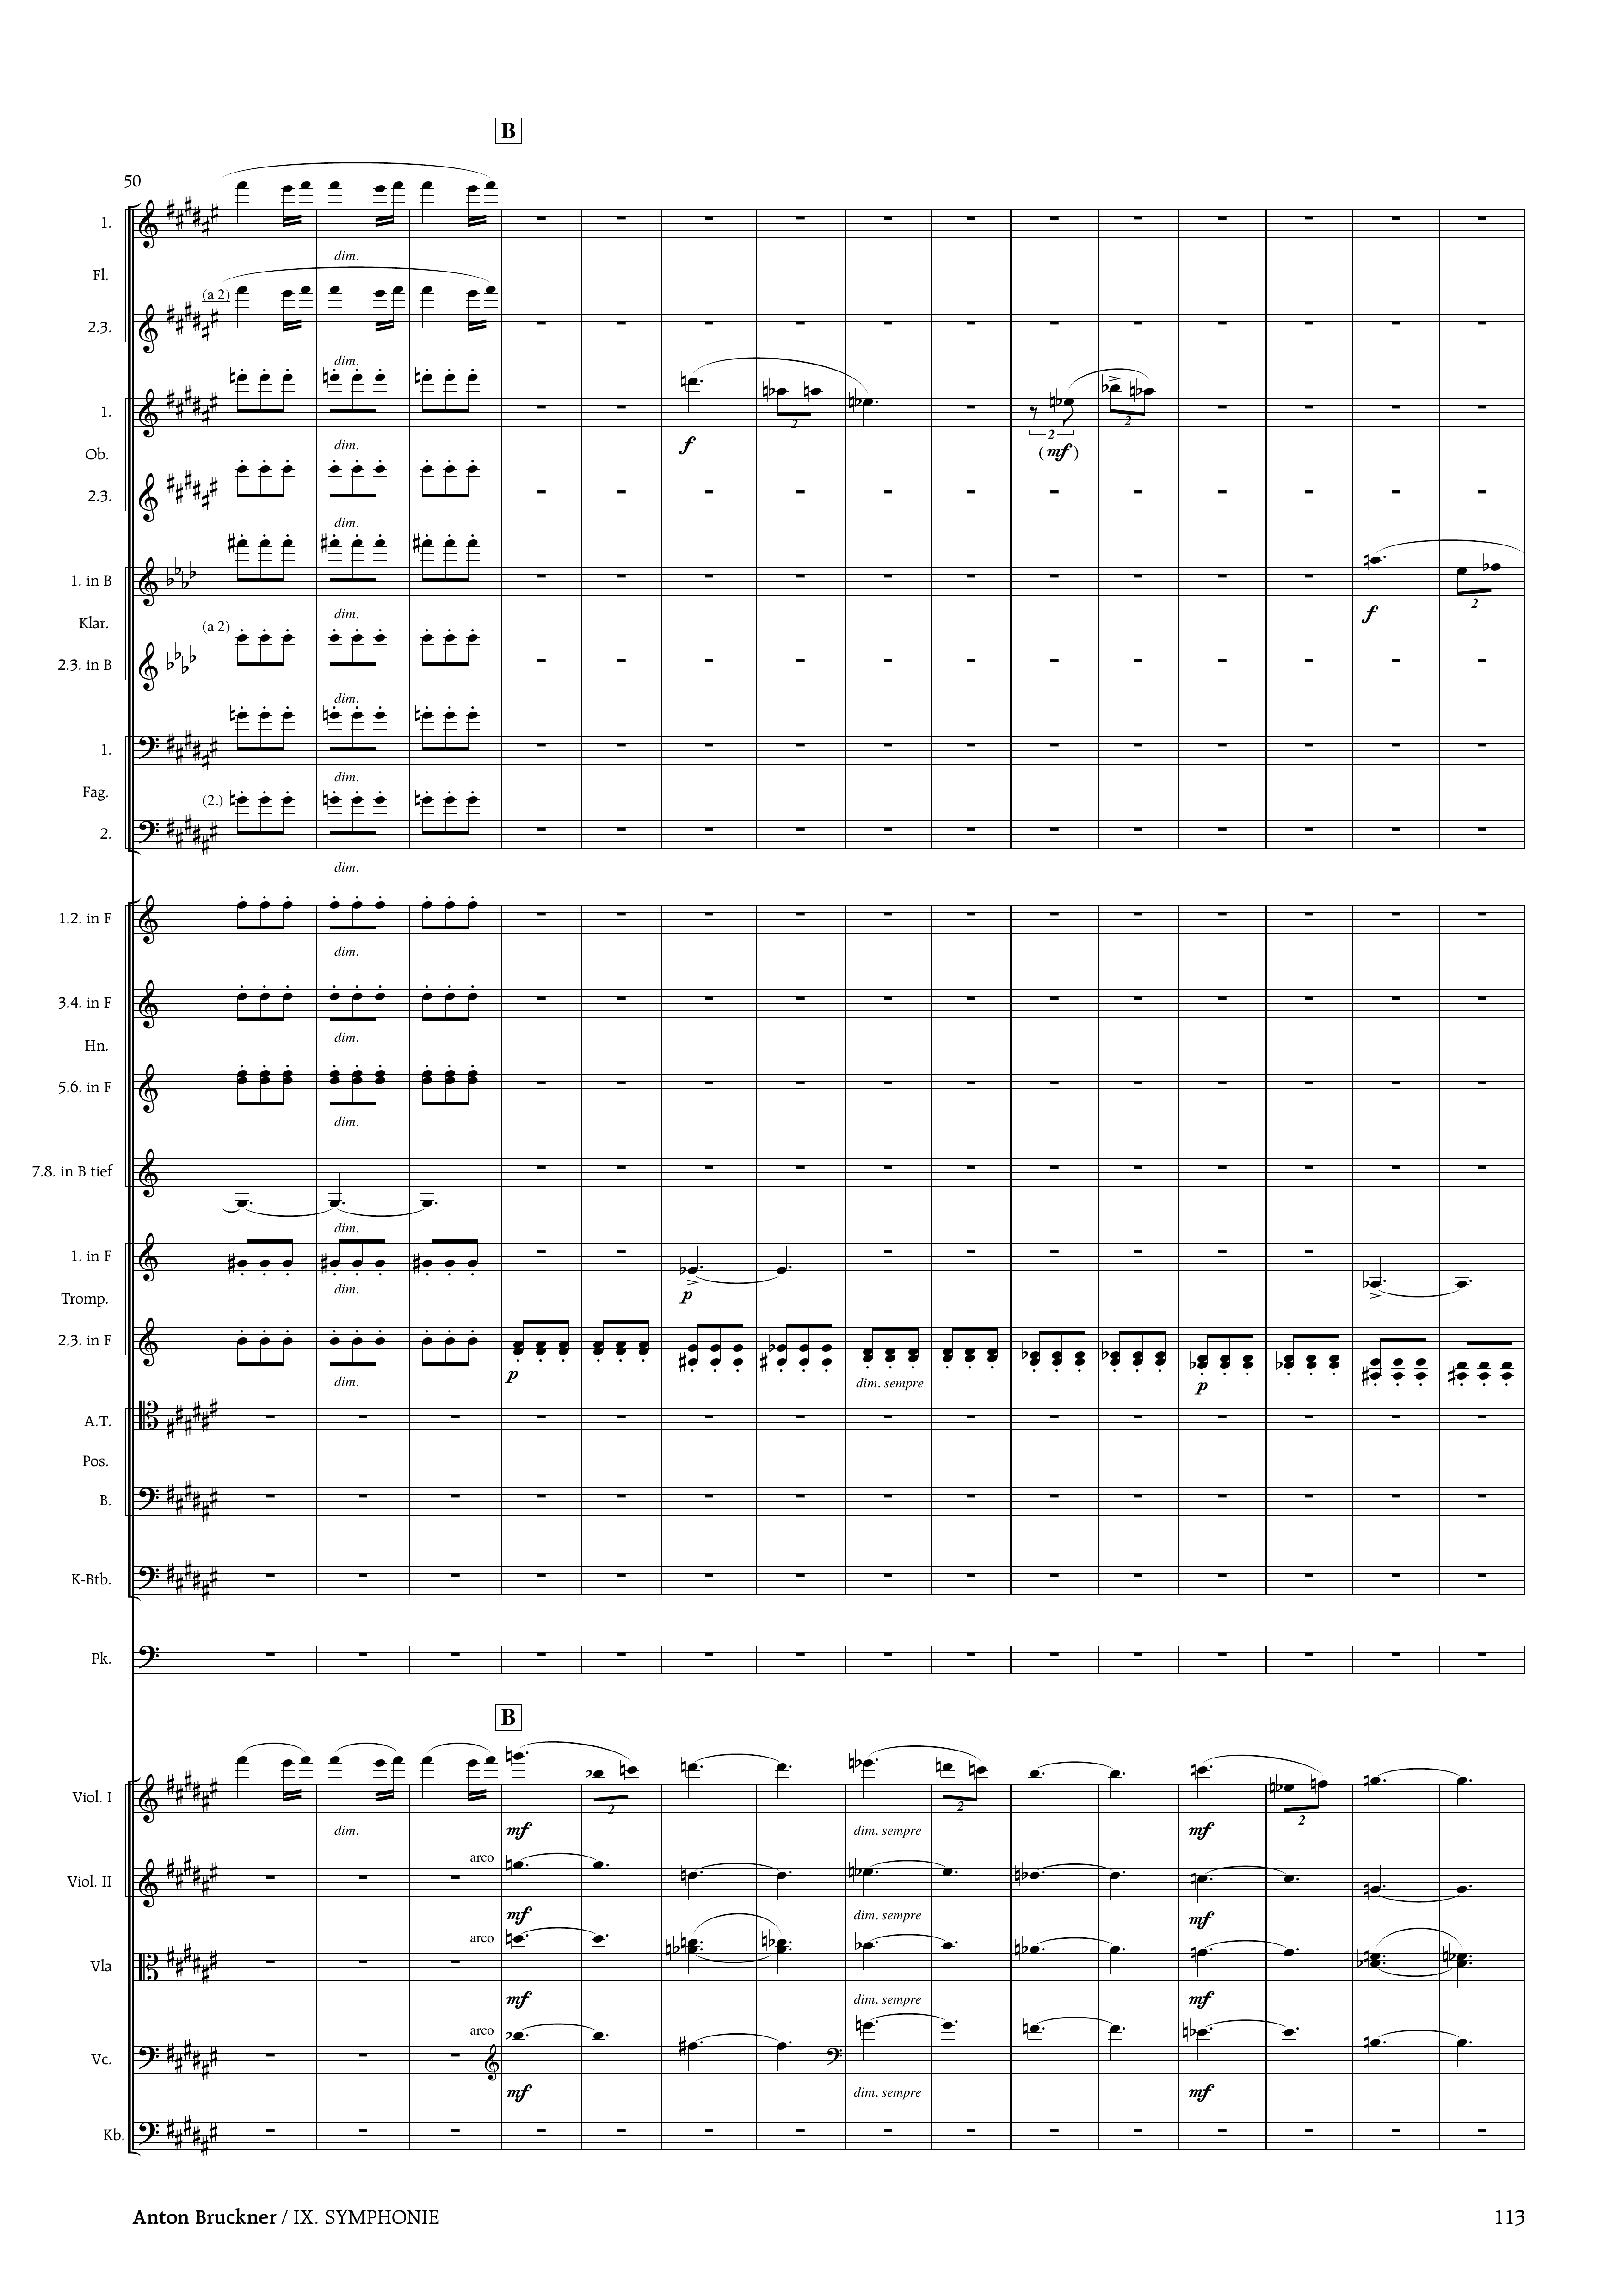 B
50
1.
dim.
Fl.
(a 2)
2.3.
dim.
1.
2
2
2
dim.
f
(mf)
Ob.
2.3.
dim.
1. in B
dim.
f
2
Klar.
(a 2)
2.3. in B
dim.
1.
dim.
Fag.
(2.)
2.
dim.
1.2. in F
dim.
3.4. in F
dim.
Hn.
5.6. in F
dim.
7.8. in B tief
dim.
1. in F
dim.
p
Tromp.
2.3. in F
dim.
p
dim. sempre
p
A.T.
Pos.
B.
K-Btb.
Pk.
B
Viol. I
2
2
2
dim.
mf
dim. sempre
mf
arco
Viol. II
mf
dim. sempre
mf
arco
Vla
mf
dim. sempre
mf
arco
Vc.
mf
dim. sempre
mf
Kb.
Anton Bruckner / IX. SYMPHONIE
113